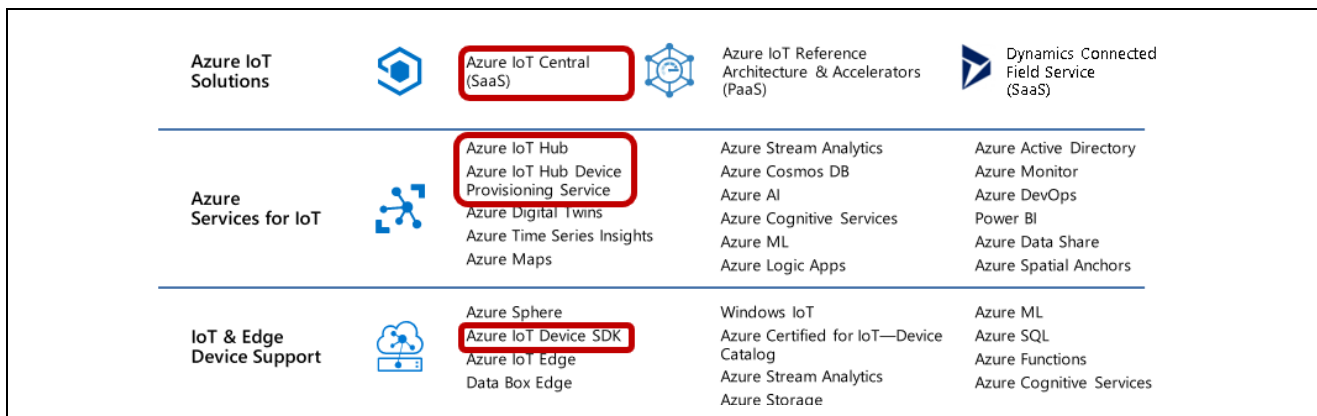 Azure IoT
Solutions
Azure IoT Central
(SaaS)
Azure IoT Reference
Architecture & Accelerators
(PaaS)
Dynamics Connected
Field Service
(SaaS)
Azure
Services for IoT
Azure IoT Hub
Azure IoT Hub Device
Provisioning Service
Azure Digital Twins
Azure Time Series Insights
Azure Maps
Azure Stream Analytics
Azure Cosmos DB
Azure AI
Azure Cognitive Services
Azure ML
Azure Logic Apps
Azure Active Directory
Azure Monitor
Azure DevOps
Power BI
Azure Data Share
Azure Spatial Anchors
IoT & Edge
Device Support
Azure Sphere
Azure IoT Device SDK
Azure IoT Edge
Data Box Edge
Windows IoT
Azure Certified for IoT—Device
Catalog
Azure Stream Analytics
Azure Storage
Azure ML
Azure SQL
Azure Functions
Azure Cognitive Services